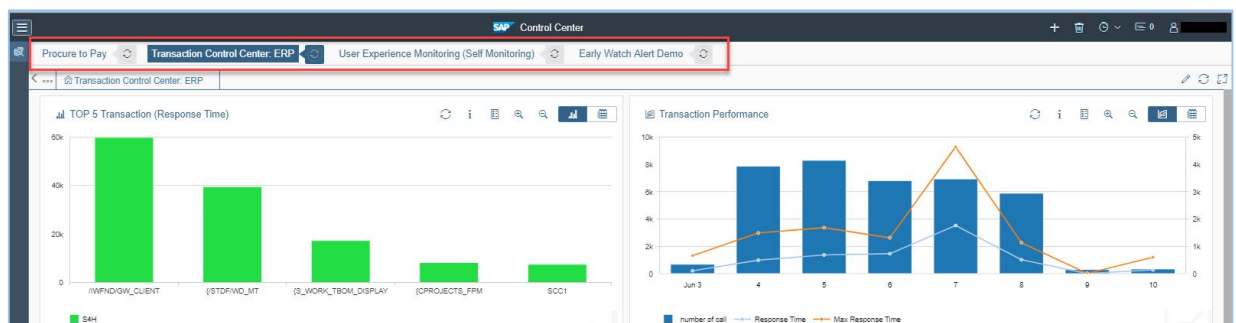 SAP Control Center
0
Procure to Pay Transaction Control Center: ERP User Experience Monitoring (Self Monitoring) Early Watch Alert Demo
Transaction Control Center: ERP
TOP 5 Transaction (Response Time)
60k
40k
20k
0
/IWFND/GW_CLIENT {/STDF/WD_MT {S_WORK_TBOM_DISPLAY {CPROJECTS_FPM SCC1
S4H
Transaction Performance
10k 5k
8k 4k
6k 3k
4k 2k
2k 1k
0 0
Jun 3 4 5 6 7 8 9 10
number of call Response Time Max Response Time